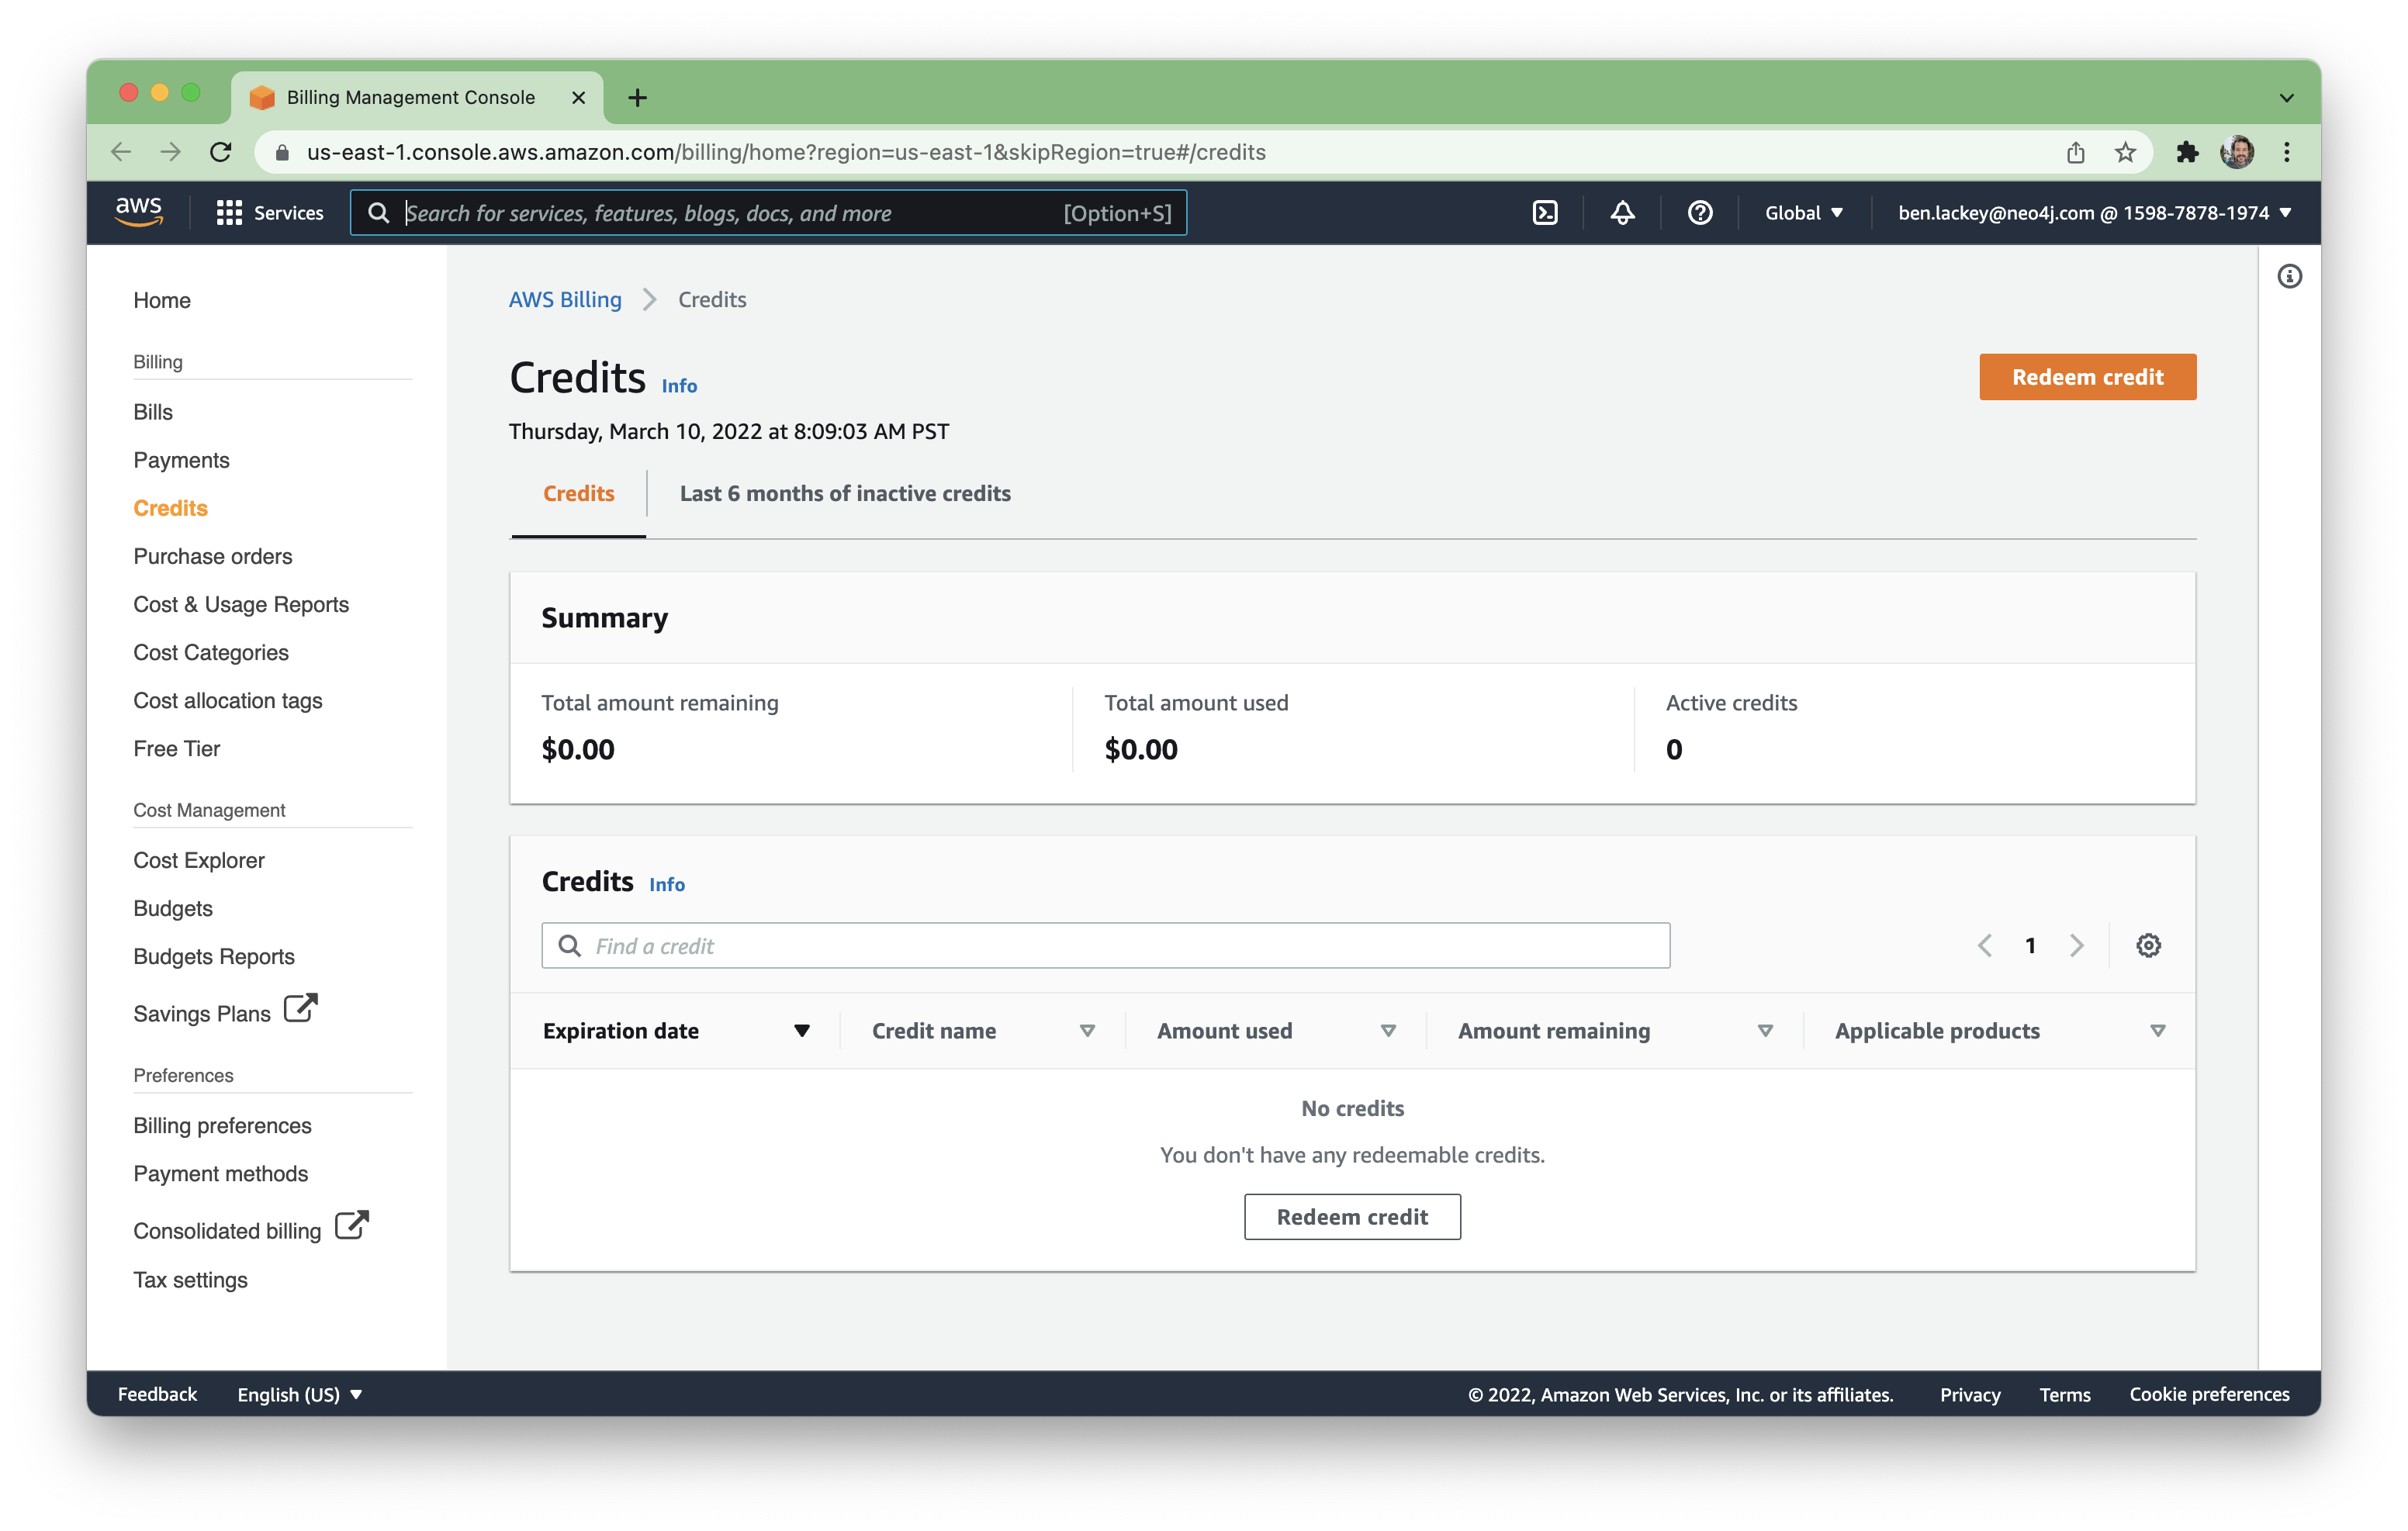 Billing Management Console
us-east-1.console.aws.amazon.com/billing/home?region=us-east-1&skipRegion=true#/credits
aws
Services
Search for services, features, blogs, docs, and more
[Option+S]
Global
ben.lackey@neo4j.com @ 1598-7878-1974
Home
Billing
Bills
Payments
Credits
Purchase orders
Cost & Usage Reports
Cost Categories
Cost allocation tags
Free Tier
Cost Management
Cost Explorer
Budgets
Budgets Reports
Savings Plans
Preferences
Billing preferences
Payment methods
Consolidated billing
Tax settings
AWS Billing > Credits
Credits Info
Redeem credit
Thursday, March 10, 2022 at 8:09:03 AM PST
Credits
Last 6 months of inactive credits
Summary
Total amount remaining
$0.00
Total amount used
$0.00
Active credits
0
Credits Info
Find a credit
1
Expiration date
Credit name
Amount used
Amount remaining
Applicable products
No credits
You don't have any redeemable credits.
Redeem credit
Feedback
English (US)
© 2022, Amazon Web Services, Inc. or its affiliates.
Privacy
Terms
Cookie preferences